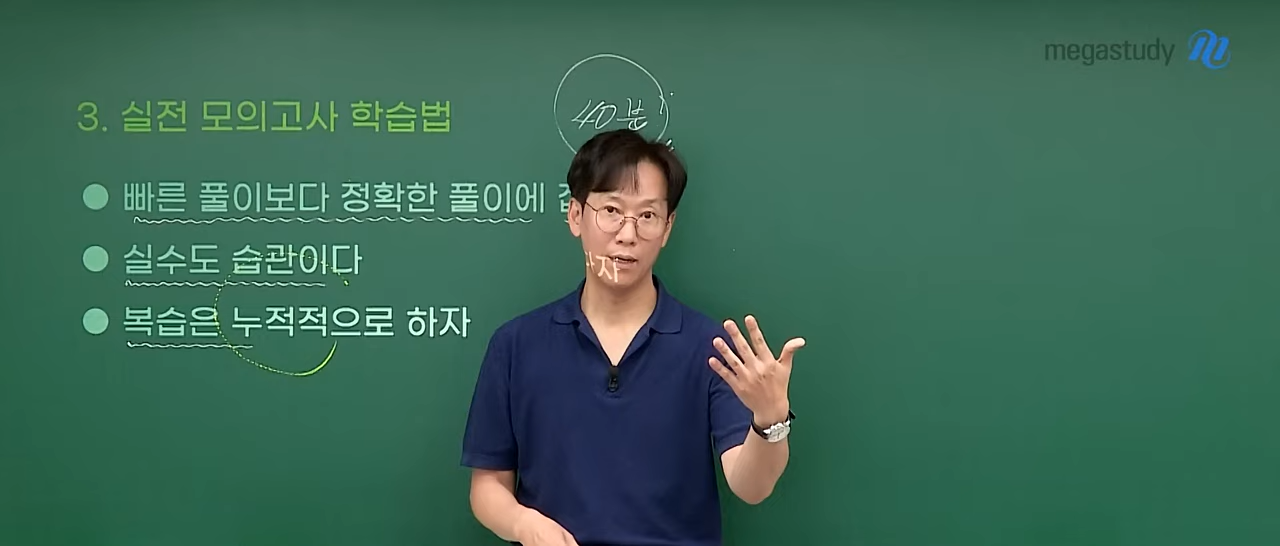 megastudy
40분
3. 실전 모의고사 학습법
● 빠른 풀이보다 정확한 풀이에
● 실수도 습관이다
● 복습은 누적적으로 하자